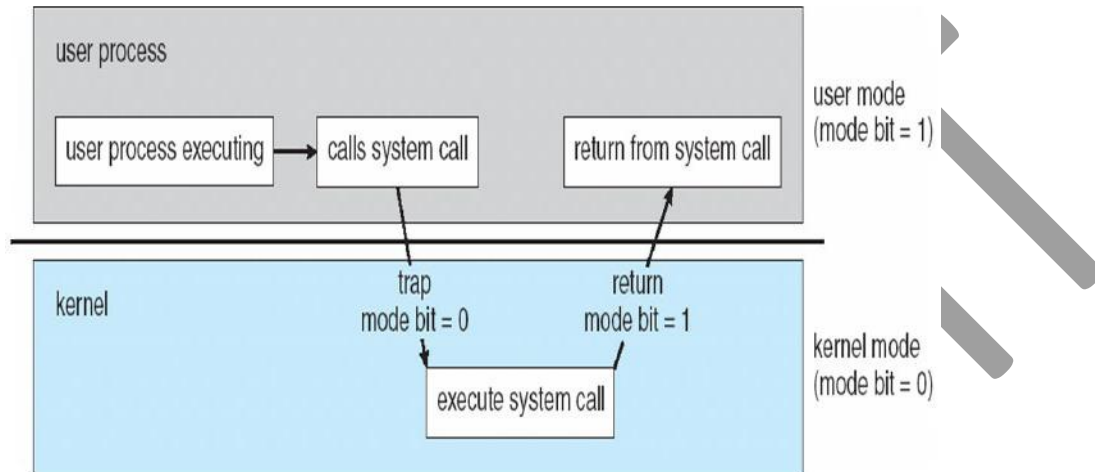 user process
user process executing
calls system call
return from system call
user mode
(mode bit = 1)
kernel
trap
mode bit = 0
return
mode bit = 1
execute system call
kernel mode
(mode bit = 0)